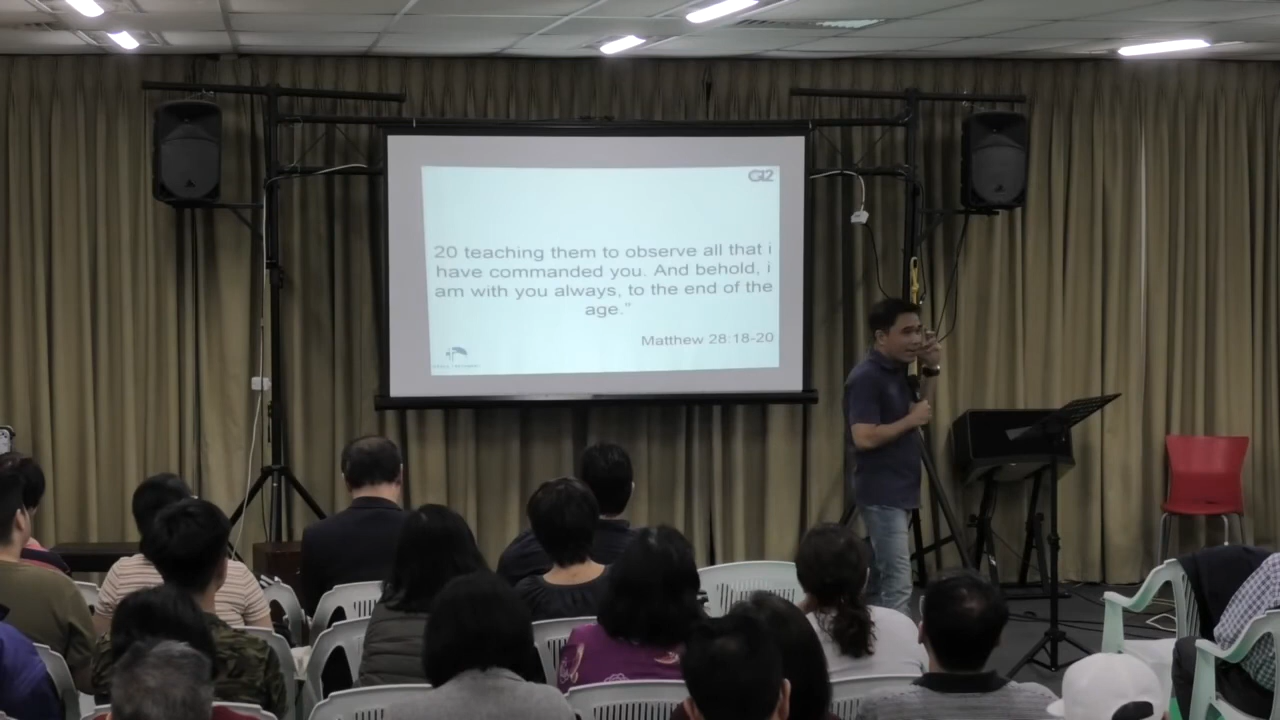 G12
20 teaching them to observe all that i
have commanded you. And behold, i
am with you always, to the end of the
age."
Matthew 28:18-20